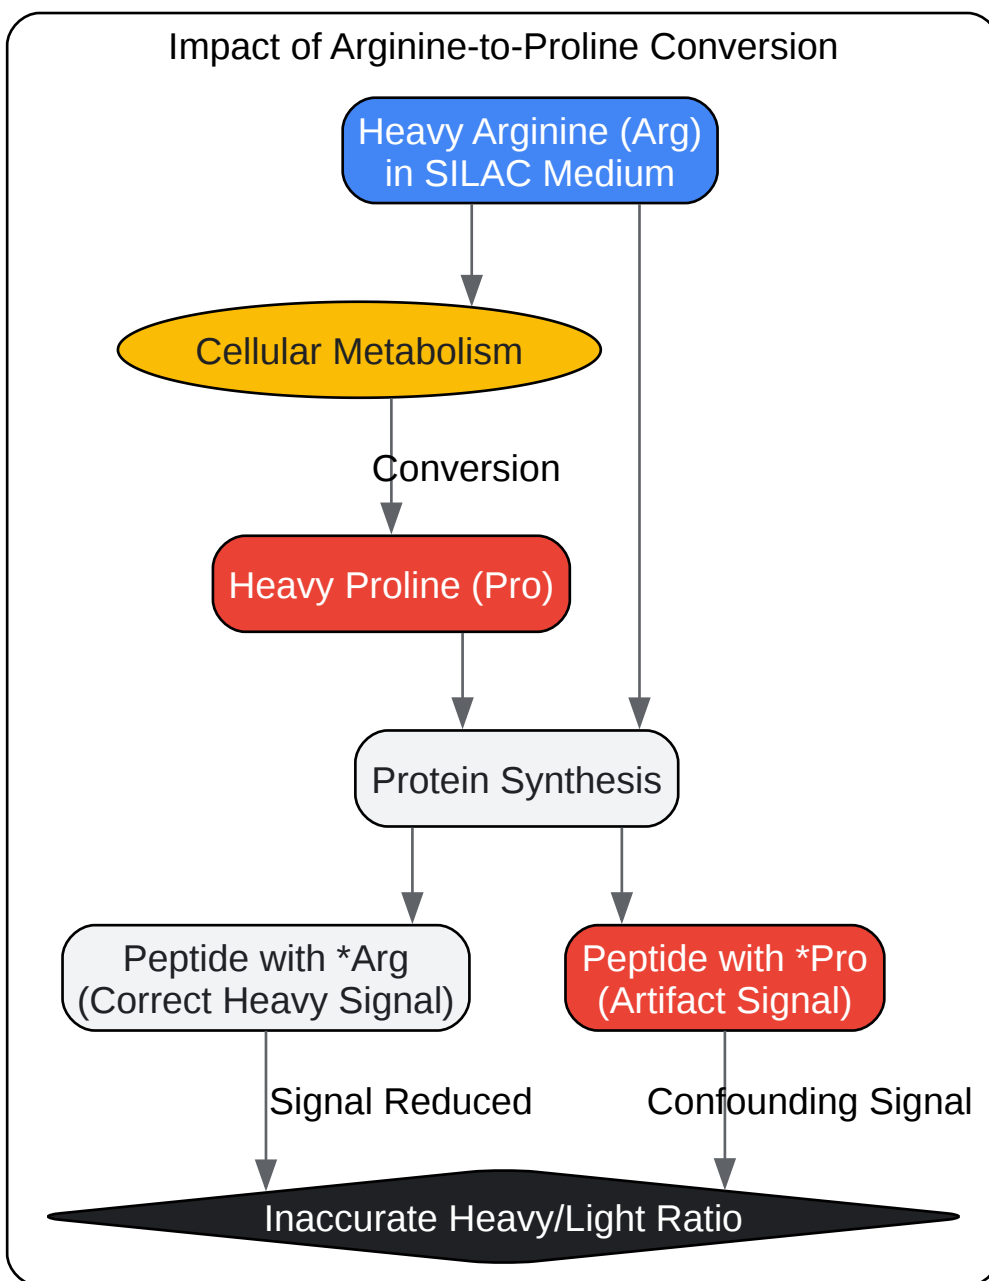 Impact of Arginine-to-Proline Conversion
Heavy Arginine (Arg)
in SILAC Medium
Cellular Metabolism
Conversion
Heavy Proline (Pro)
Protein Synthesis
Peptide with *Arg
(Correct Heavy Signal)
Peptide with *Pro
(Artifact Signal)
Signal Reduced
Confounding Signal
Inaccurate Heavy/Light Ratio